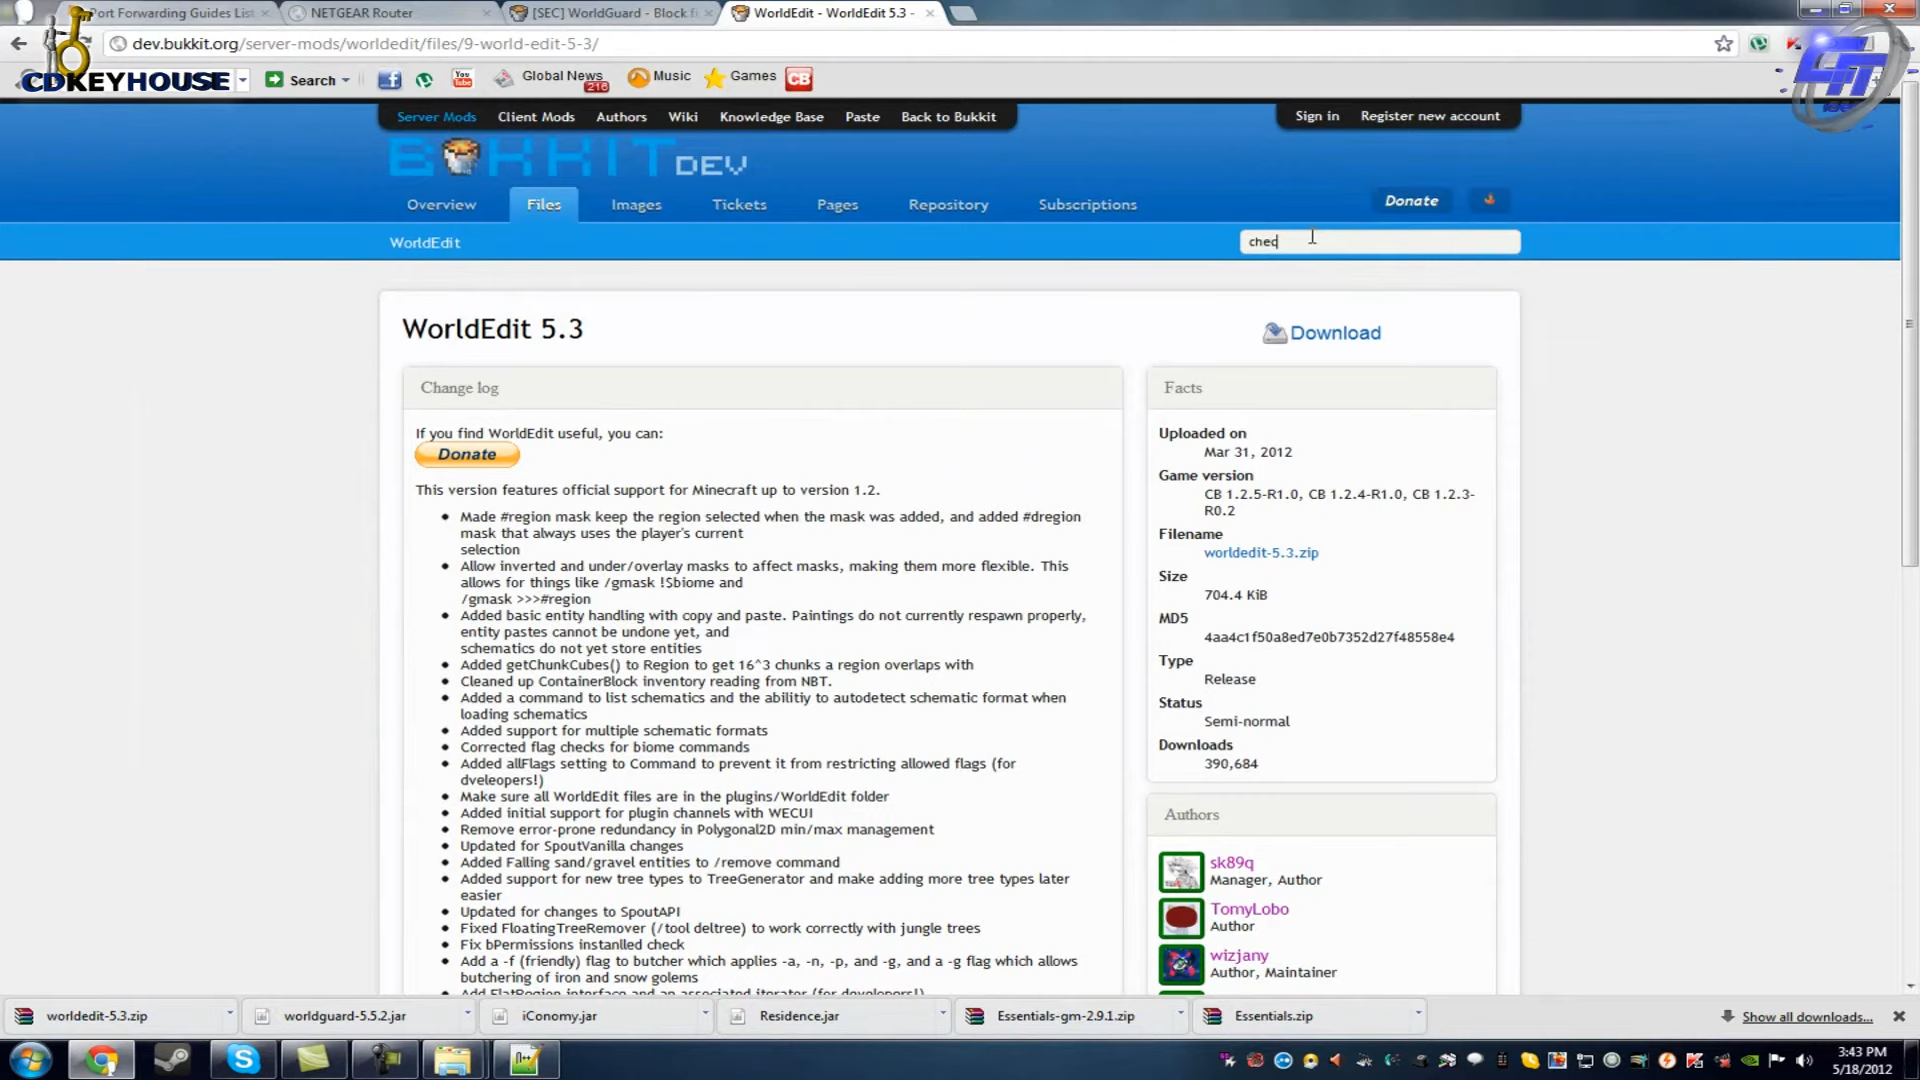 Port Forwarding Guides List
NETGEAR Router
[SEC] WorldGuard - Block fi
WorldEdit - WorldEdit 5.3 -
dev.bukkit.org/server-mods/worldedit/files/9-world-edit-5-3/
CDKEYHOUSE
Search
You
Tube
Global News
216
Music
Games
CB
Server Mods
Client Mods
Authors
Wiki
Knowledge Base
Paste
Back to Bukkit
Sign in
Register new account
BUKKIT DEV
Overview
Files
Images
Tickets
Pages
Repository
Subscriptions
Donate
WorldEdit
chec
WorldEdit 5.3
Download
Change log
If you find WorldEdit useful, you can:
Donate
This version features official support for Minecraft up to version 1.2.
Made #region mask keep the region selected when the mask was added, and added #dregion
mask that always uses the player's current
selection
Allow inverted and under/overlay masks to affect masks, making them more flexible. This
allows for things like /gmask !$biome and
/gmask >>>#region
Added basic entity handling with copy and paste. Paintings do not currently respawn properly,
entity pastes cannot be undone yet, and
schematics do not yet store entities
Added getChunkCubes() to Region to get 16^3 chunks a region overlaps with
Cleaned up ContainerBlock inventory reading from NBT.
Added a command to list schematics and the abilitiy to autodetect schematic format when
loading schematics
Added support for multiple schematic formats
Corrected flag checks for biome commands
Added allFlags setting to Command to prevent it from restricting allowed flags (for
dveleopers!)
Make sure all WorldEdit files are in the plugins/WorldEdit folder
Added initial support for plugin channels with WECUI
Remove error-prone redundancy in Polygonal2D min/max management
Updated for SpoutVanilla changes
Added Falling sand/gravel entities to /remove command
Added support for new tree types to TreeGenerator and make adding more tree types later
easier
Updated for changes to SpoutAPI
Fixed FloatingTreeRemover (/tool deltree) to work correctly with jungle trees
Fix bPermissions instanlled check
Add a -f (friendly) flag to butcher which applies -a, -n, -p, and -g, and a -g flag which allows
butchering of iron and snow golems
Add FlatRegion interface and an associated iterator (for developers!)
Facts
Uploaded on
Mar 31, 2012
Game version
CB 1.2.5-R1.0, CB 1.2.4-R1.0, CB 1.2.3-
R0.2
Filename
worldedit-5.3.zip
Size
704.4 KiB
MD5
4aa4c1f50a8ed7e0b7352d27f48558e4
Type
Release
Status
Semi-normal
Downloads
390,684
Authors
sk89q
Manager, Author
TomyLobo
Author
wizjany
Author, Maintainer
worldedit-5.3.zip
worldguard-5.5.2.jar
iConomy.jar
Residence.jar
Essentials-gm-2.9.1.zip
Essentials.zip
Show all downloads...
3:43 PM
5/18/2012